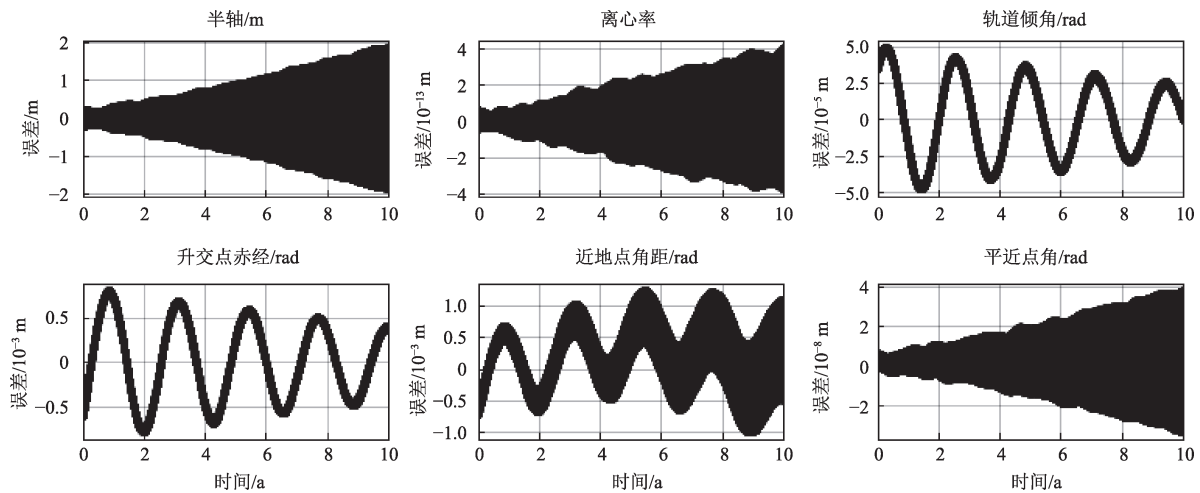 半轴/m
误差/m
2
1
0
−1
−2
0 2 4 6 8 10
离心率
误差/10⁻¹³ m
4
2
0
−2
−4
0 2 4 6 8 10
轨道倾角/rad
误差/10⁻⁵ m
5.0
2.5
0
−2.5
−5.0
0 2 4 6 8 10
升交点赤经/rad
误差/10⁻³ m
0.5
0
−0.5
0 2 4 6 8 10
时间/a
近地点角距/rad
误差/10⁻³ m
1.0
0.5
0
−0.5
−1.0
0 2 4 6 8 10
时间/a
平近点角/rad
误差/10⁻⁸ m
4
2
0
−2
0 2 4 6 8 10
时间/a